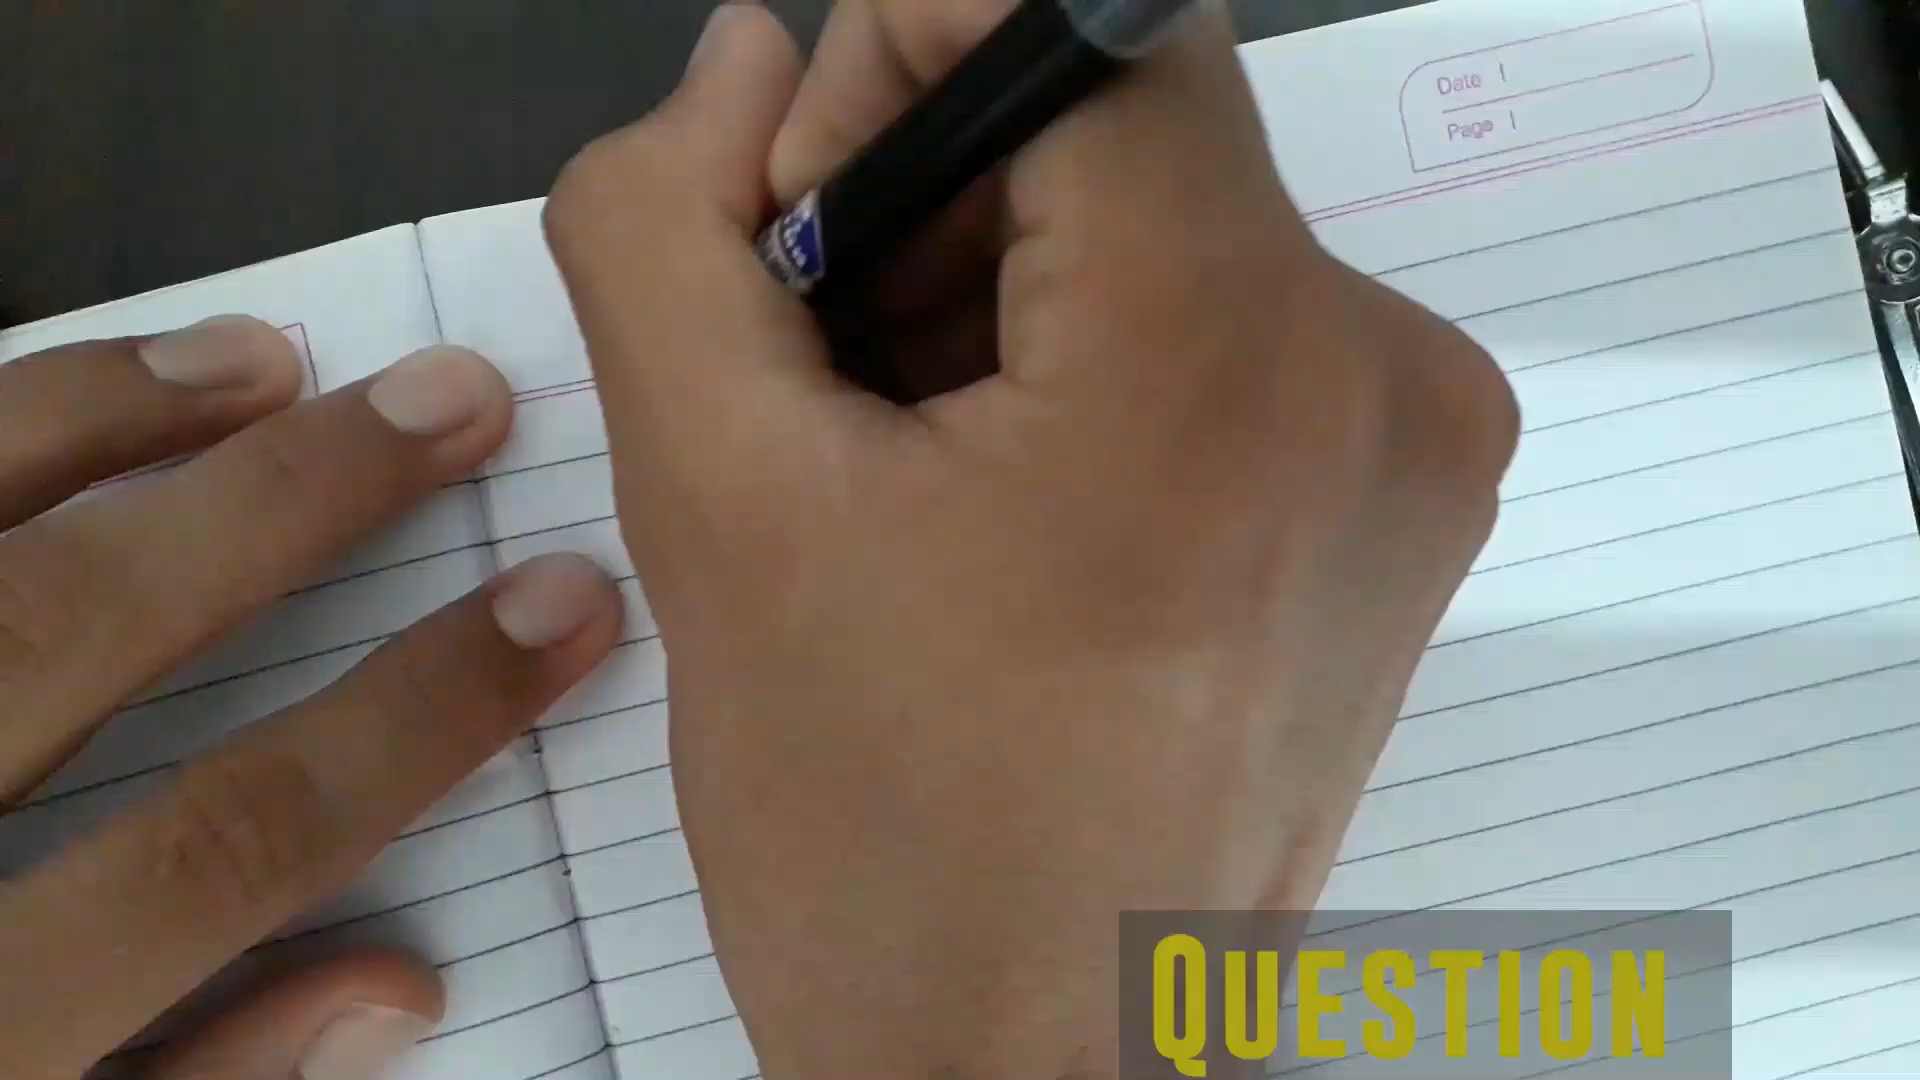 Date |
Page |
QUESTION